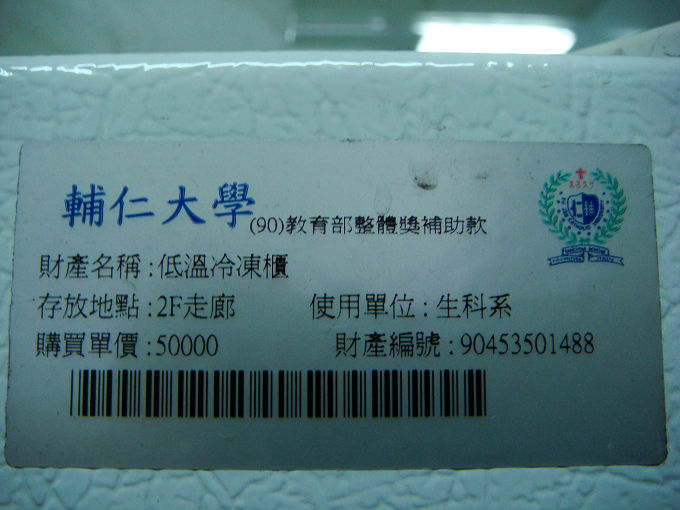 輔仁大學 (90)教育部整體獎補助款
財產名稱:低溫冷凍櫃
存放地點:2F走廊 使用單位:生科系
購買單價:50000 財產編號:90453501488